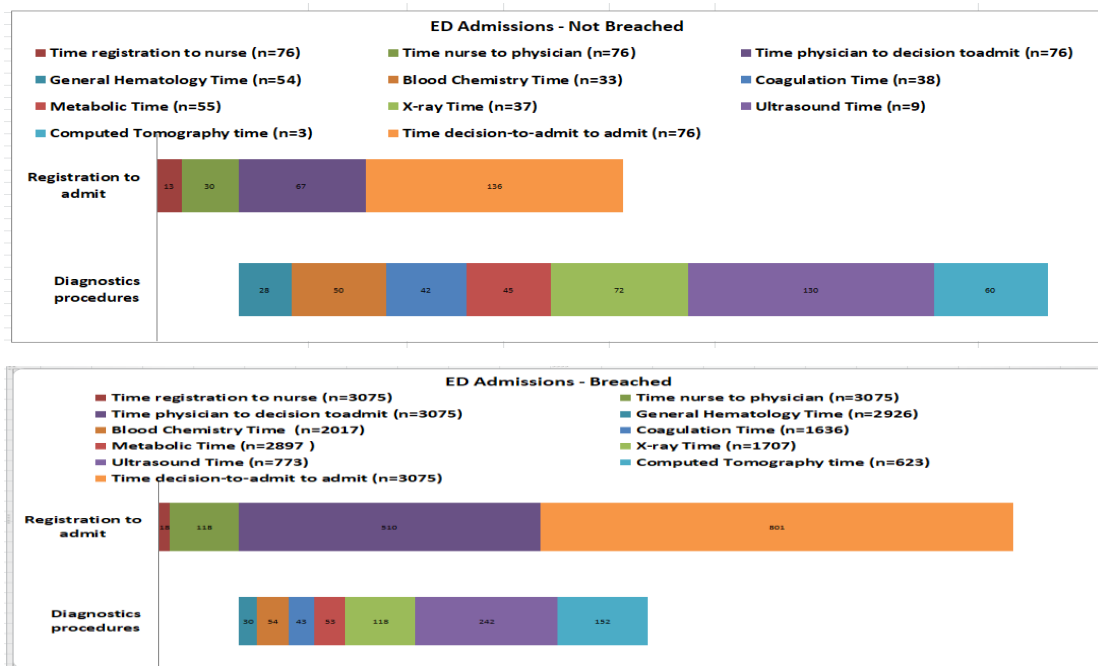 ED Admissions - Not Breached
Time registration to nurse (n=76) Time nurse to physician (n=76) Time physician to decision toadmit (n=76)
General Hematology Time (n=54) Blood Chemistry Time (n=33) Coagulation Time (n=38)
Metabolic Time (n=55) X-ray Time (n=37) Ultrasound Time (n=9)
Computed Tomography time (n=3) Time decision-to-admit to admit (n=76)
Registration to
admit
13 30 67 136
Diagnostics
procedures
28 50 42 45 72 130 60
ED Admissions - Breached
Time registration to nurse (n=3075) Time nurse to physician (n=3075)
Time physician to decision toadmit (n=3075) General Hematology Time (n=2926)
Blood Chemistry Time (n=2017) Coagulation Time (n=1636)
Metabolic Time (n=2897 ) X-ray Time (n=1707)
Ultrasound Time (n=773) Computed Tomography time (n=623)
Time decision-to-admit to admit (n=3075)
Registration to
admit
18 118 510 801
Diagnostics
procedures
30 54 43 53 118 242 152